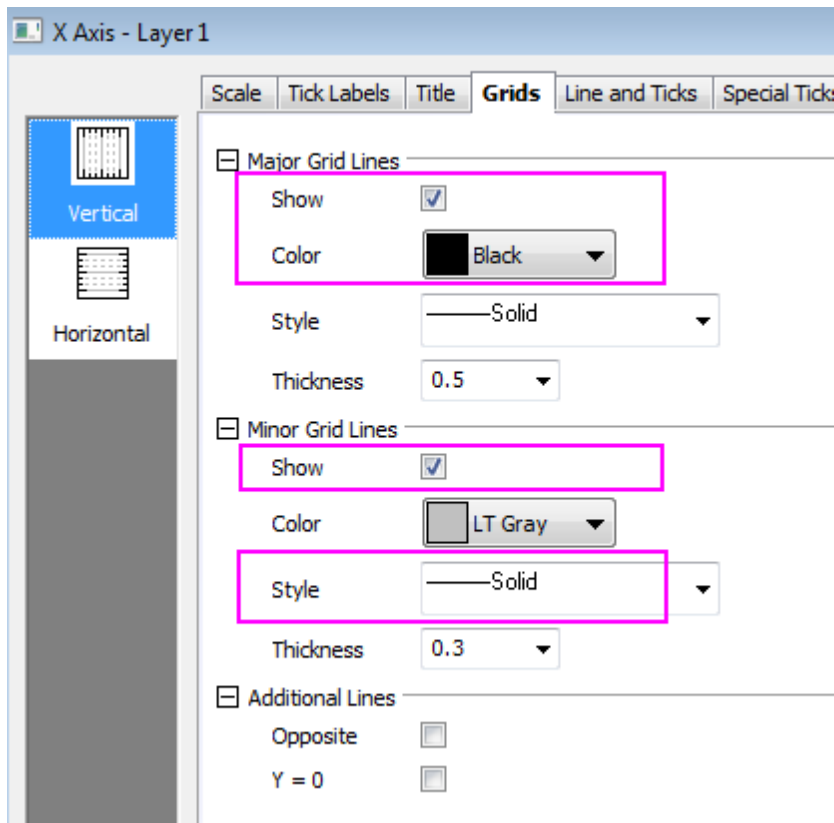 X Axis - Layer 1
Scale Tick Labels Title Grids Line and Ticks Special Ticks
Vertical
Horizontal
Major Grid Lines
Show
Color Black
Style Solid
Thickness 0.5
Minor Grid Lines
Show
Color LT Gray
Style Solid
Thickness 0.3
Additional Lines
Opposite
Y = 0